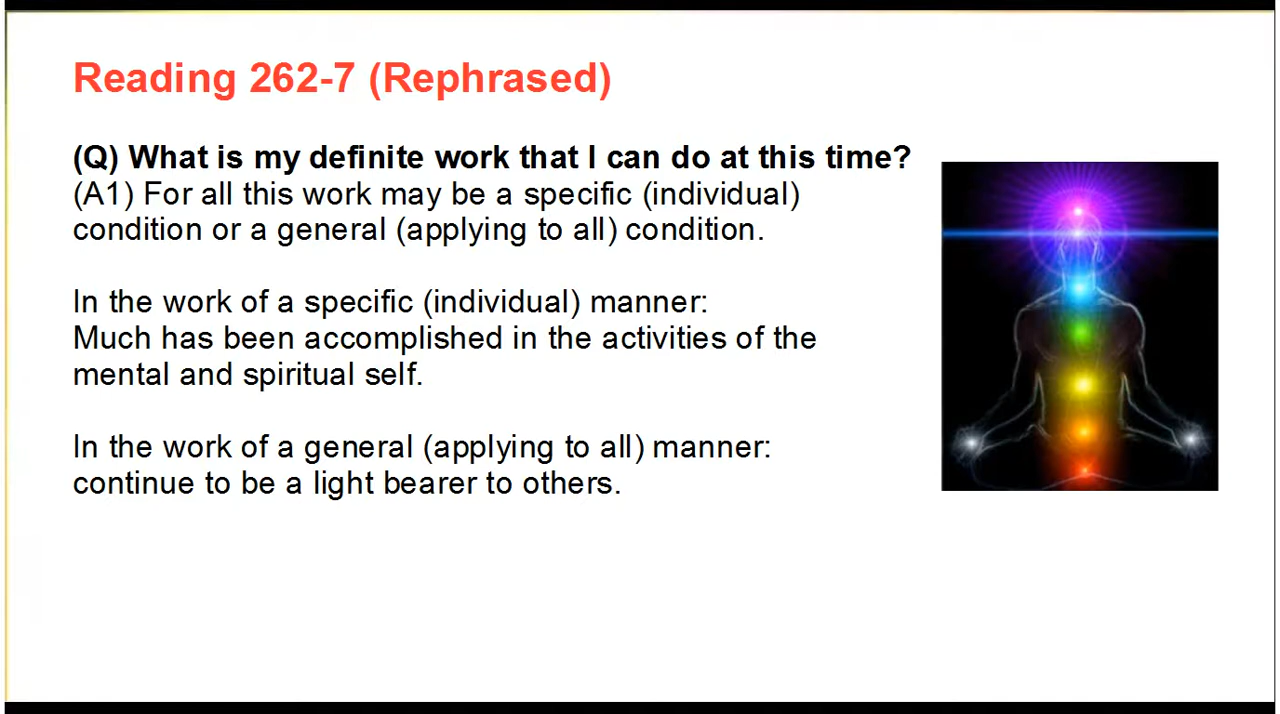 Reading 262-7 (Rephrased)
(Q) What is my definite work that I can do at this time?
(A1) For all this work may be a specific (individual)
condition or a general (applying to all) condition.
In the work of a specific (individual) manner:
Much has been accomplished in the activities of the
mental and spiritual self.
In the work of a general (applying to all) manner:
continue to be a light bearer to others.